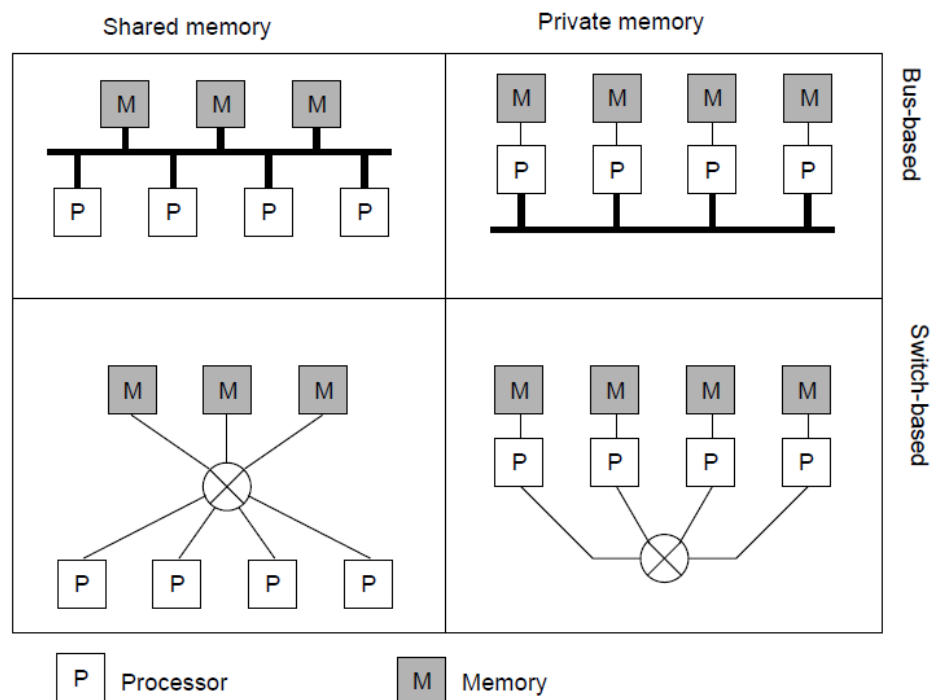 Shared memory
Private memory
M M M
P P P P
M M M M
P P P P
Bus-based
M M M
P P P P
M M M M
P P P P
Switch-based
P Processor
M Memory